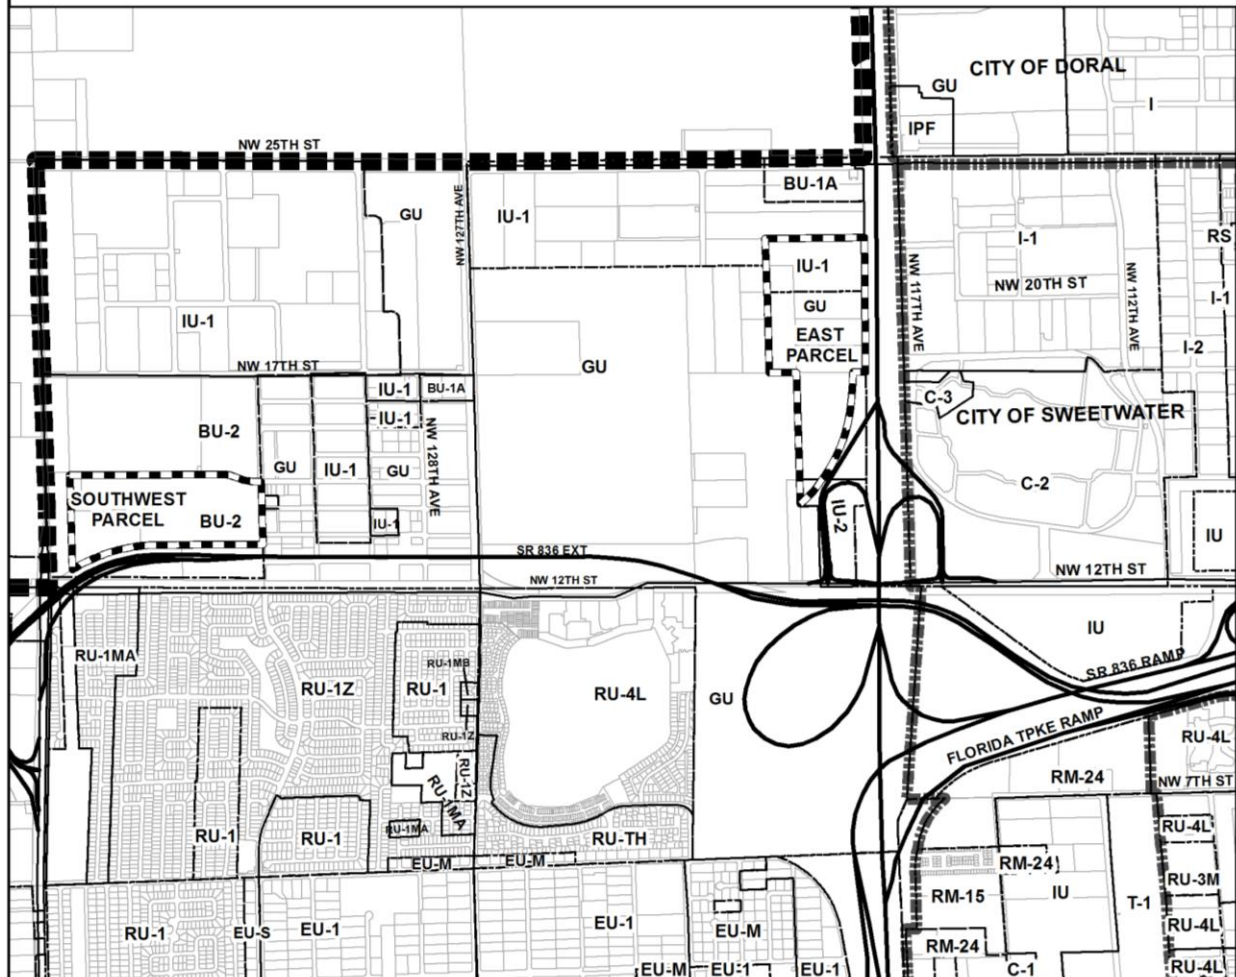 CITY OF DORAL
GU
I
IPF
NW 25TH ST
BU-1A
GU
IU-1
NW 127TH AVE
IU-1
I-1
RS
NW 117TH AVE
NW 112TH AVE
NW 20TH ST
I-1
GU
EAST
PARCEL
IU-1
I-2
NW 17TH ST
GU
IU-1
BU-1A
C-3
CITY OF SWEETWATER
IU-1
BU-2
NW 128TH AVE
GU
IU-1
GU
C-2
SOUTHWEST
PARCEL
BU-2
IU-1
IU-2
IU
SR 836 EXT
NW 12TH ST
NW 12TH ST
IU
RU-1MA
RU-1MB
SR 836 RAMP
RU-1Z
RU-1
RU-4L
GU
FLORIDA TPKE RAMP
RU-1Z
RU-4L
RU-1Z
RM-24
NW 7TH ST
RU-1MA
RU-1
RU-1
RU-1MA
RU-TH
RU-4L
EU-M
EU-M
RM-24
RU-3M
RM-15
IU
T-1
RU-1
EU-S
EU-1
EU-1
EU-M
RU-4L
RM-24
EU-M
EU-1
EU-1
C-1
RU-4L